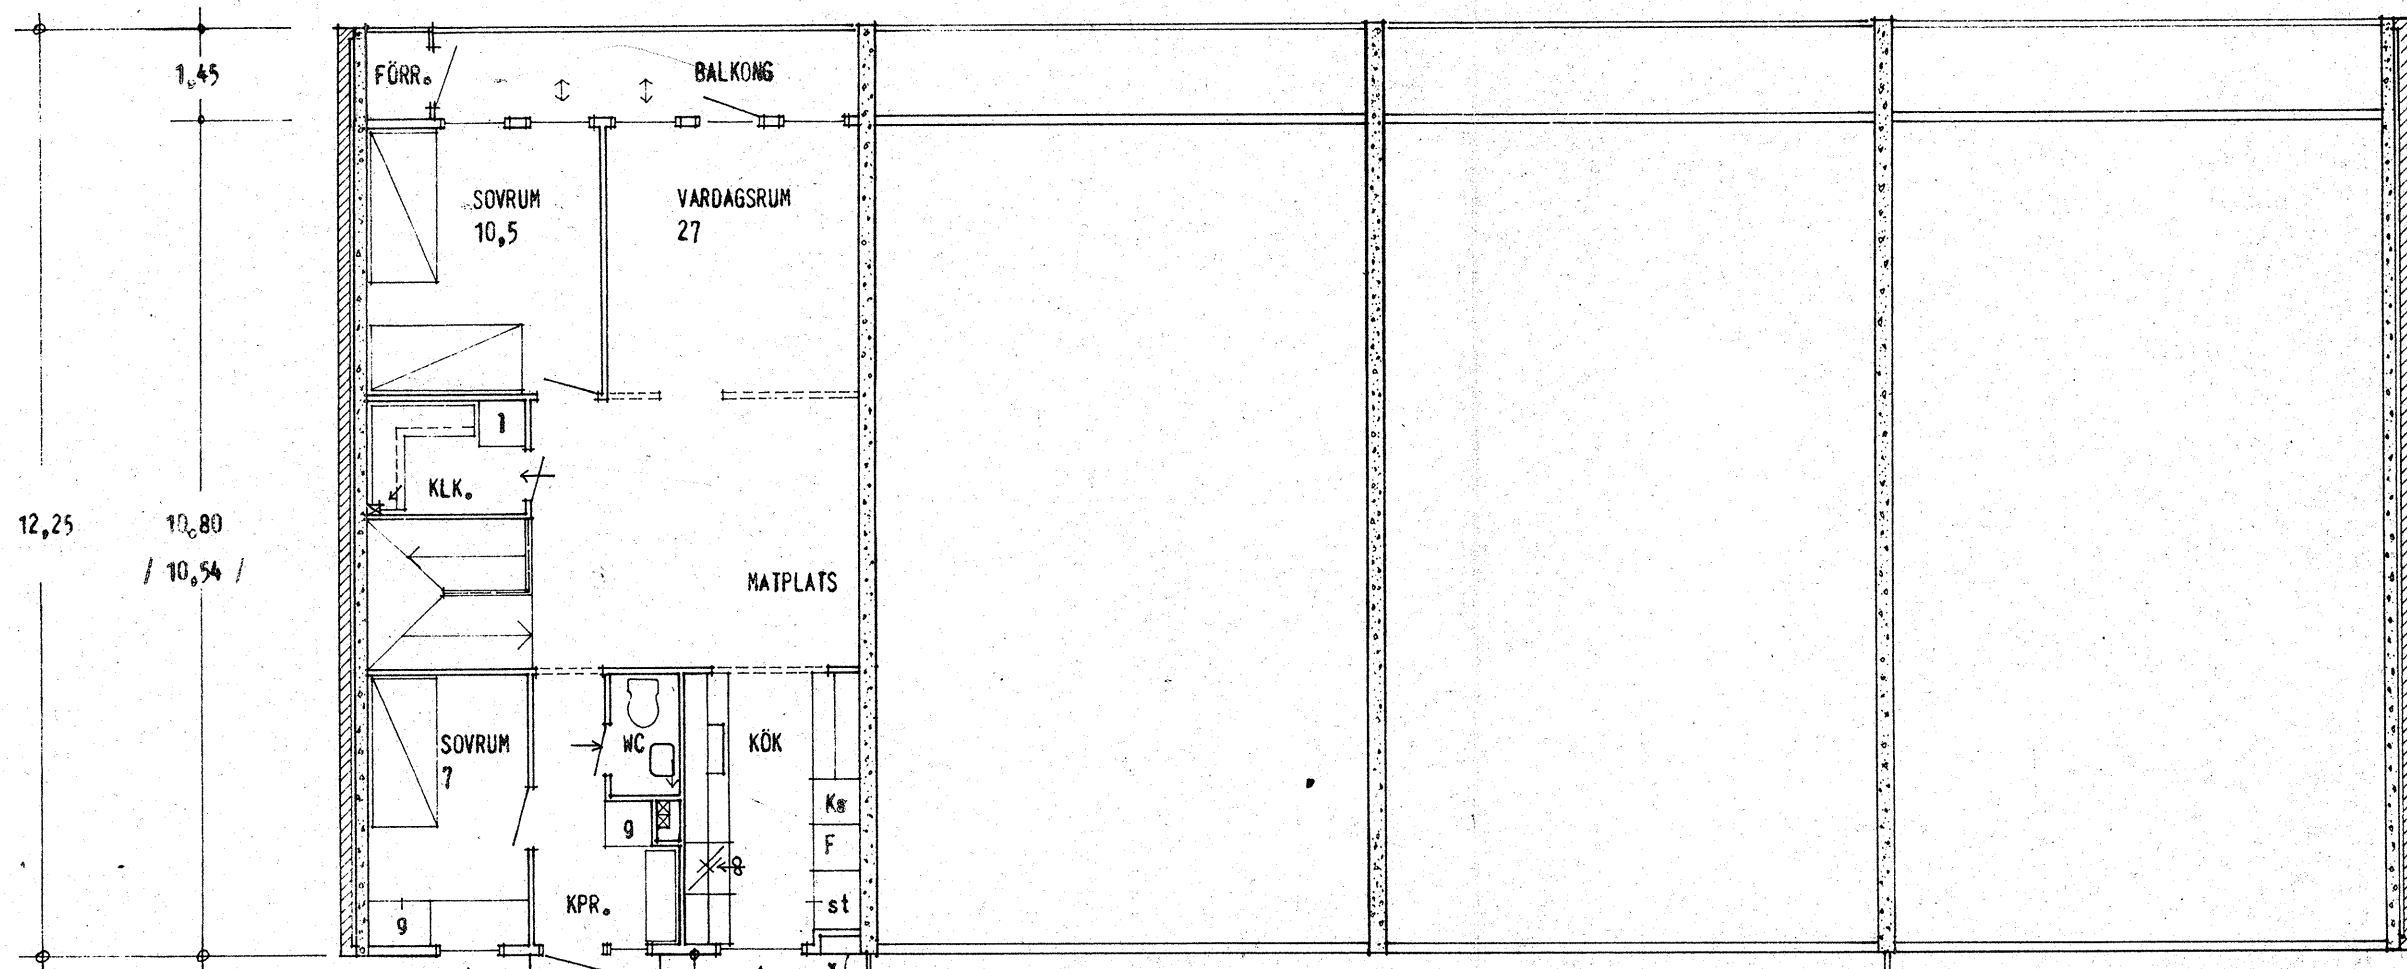 1,45
FÖRR.
BALKONG
SOVRUM
10,5
VARDAGSRUM
27
l
KLK.
12,25
10,80
/ 10,54 /
MATPLATS
SOVRUM
7
WC
KÖK
Ks
F
g
st
KPR.
g